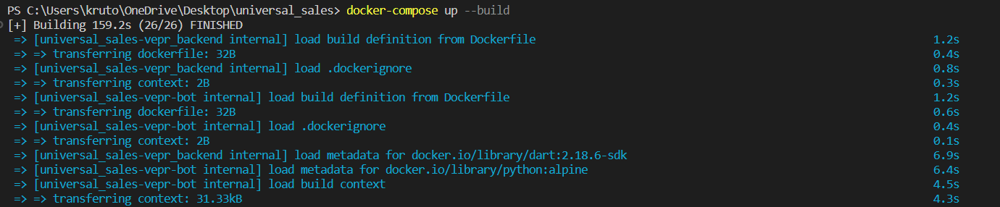 PS C:\Users\kruto\OneDrive\Desktop\universal_sales> docker-compose up --build
[+] Building 159.2s (26/26) FINISHED
=> [universal_sales-vepr_backend internal] load build definition from Dockerfile 1.2s
=> => transferring dockerfile: 32B 0.4s
=> [universal_sales-vepr_backend internal] load .dockerignore 0.8s
=> => transferring context: 2B 0.3s
=> [universal_sales-vepr-bot internal] load build definition from Dockerfile 1.2s
=> => transferring dockerfile: 32B 0.6s
=> [universal_sales-vepr-bot internal] load .dockerignore 0.4s
=> => transferring context: 2B 0.1s
=> [universal_sales-vepr_backend internal] load metadata for docker.io/library/dart:2.18.6-sdk 6.9s
=> [universal_sales-vepr-bot internal] load metadata for docker.io/library/python:alpine 6.4s
=> [universal_sales-vepr-bot internal] load build context 4.5s
=> => transferring context: 31.33kB 4.3s